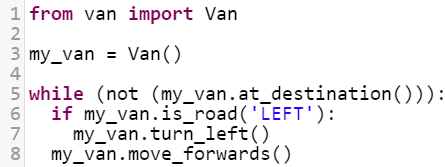 1 from van import Van
2
3 my_van = Van()
4
5 while (not (my_van.at_destination())):
6   if my_van.is_road('LEFT'):
7     my_van.turn_left()
8   my_van.move_forwards()